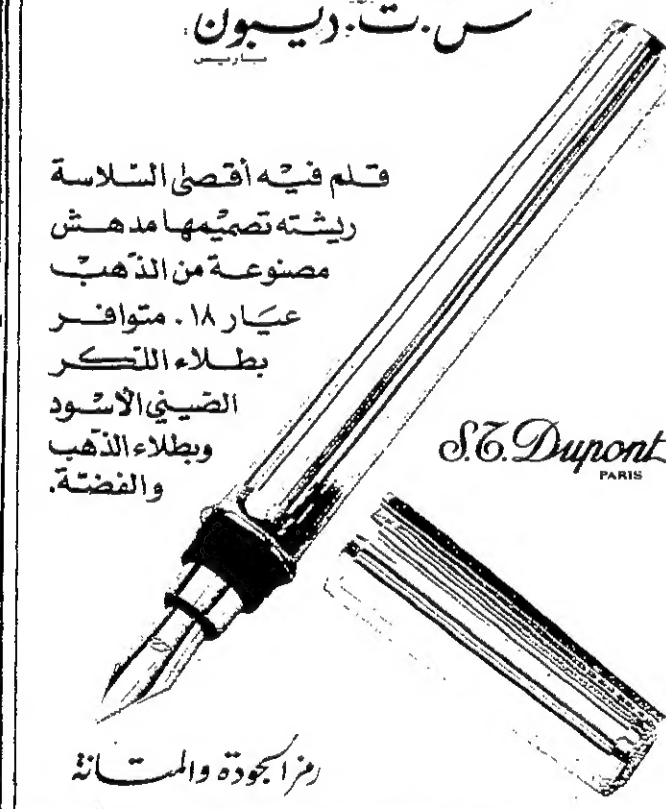 س.ت. ديبون
باريس
قلم فيه أقصى السلاسة
ريشته تصميمها مدهش
مصنوعة من الذهب
عيار ١٨. متوافر
بطلاء اللكر
الصيني الأسود
وبطلاء الذهب
والفضة.
S.T. Dupont
PARIS
رمز الجودة والمتانة